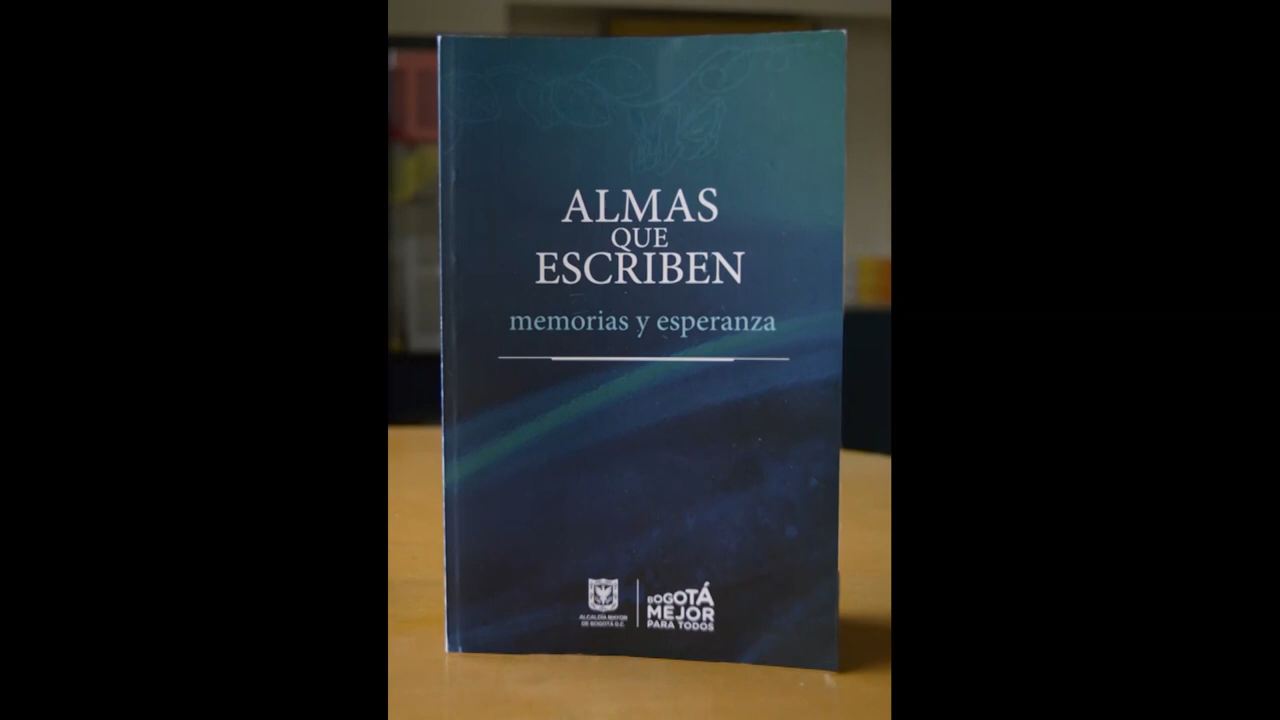 ALMAS
QUE
ESCRIBEN
memorias y esperanza
ALCALDÍA MAYOR
DE BOGOTÁ D.C.
BOGOTÁ
MEJOR
PARA TODOS